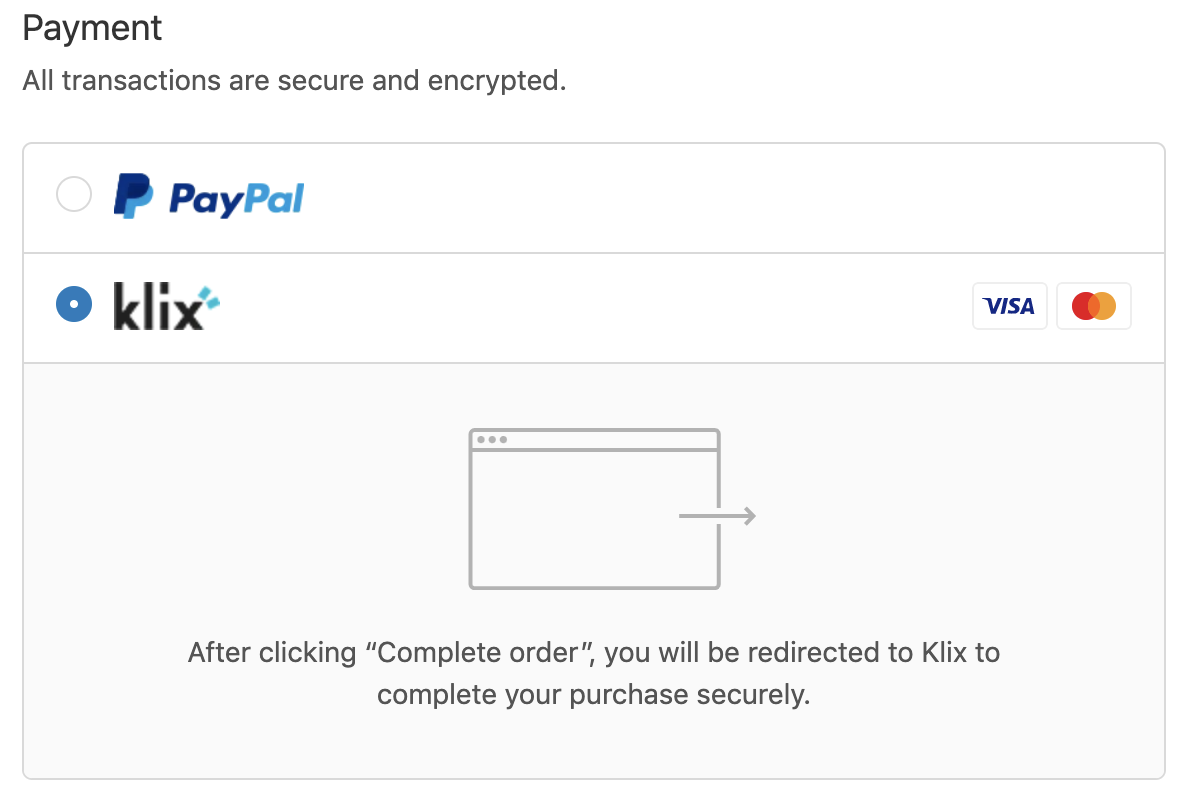 Payment
All transactions are secure and encrypted.
PayPal
klix
VISA
After clicking “Complete order”, you will be redirected to Klix to
complete your purchase securely.